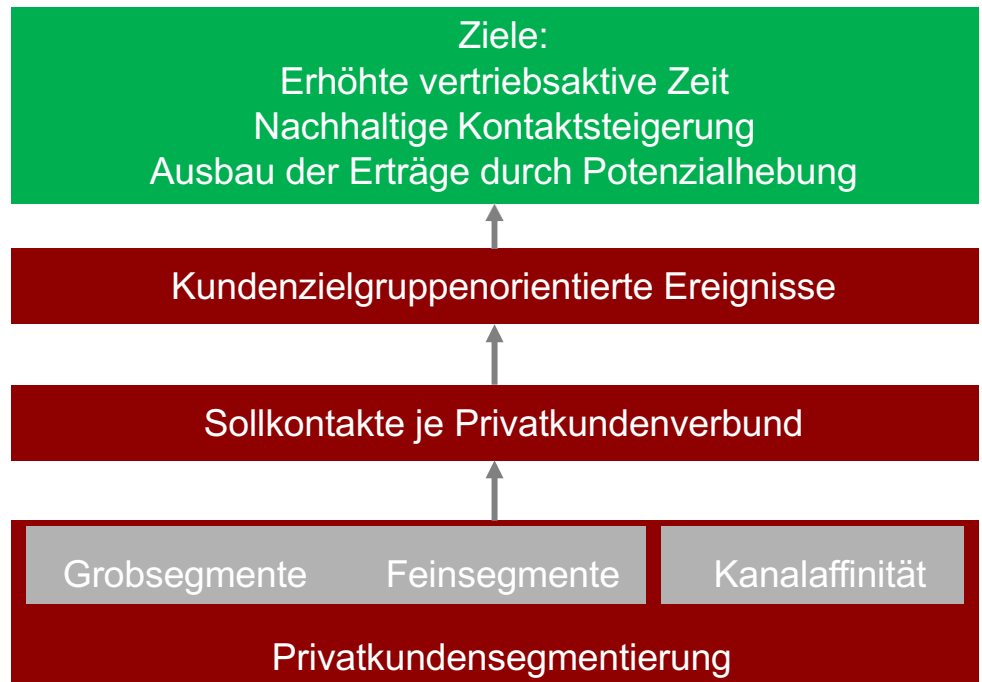 Ziele:
Erhöhte vertriebsaktive Zeit
Nachhaltige Kontaktsteigerung
Ausbau der Erträge durch Potenzialhebung
Kundenzielgruppenorientierte Ereignisse
Sollkontakte je Privatkundenverbund
Grobsegmente Feinsegmente Kanalaffinität
Privatkundensegmentierung